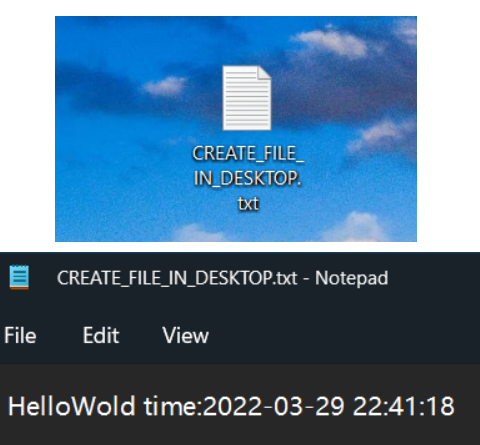 CREATE_FILE_
IN_DESKTOP.
txt
CREATE_FILE_IN_DESKTOP.txt - Notepad
File Edit View
HelloWold time:2022-03-29 22:41:18